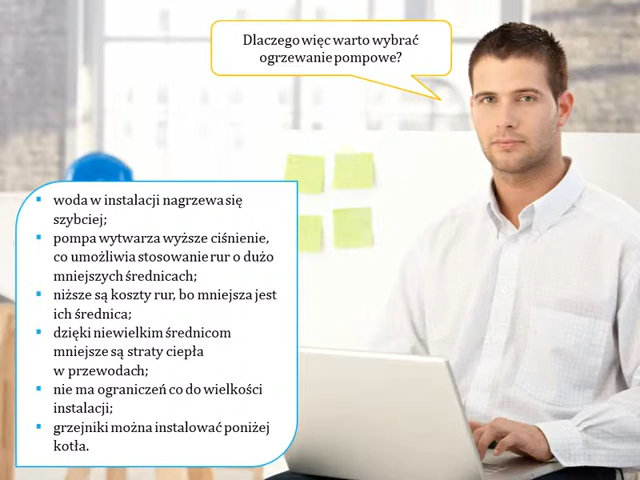 Dlaczego więc warto wybrać
ogrzewanie pompowe?
woda w instalacji nagrzewa się
szybciej;
pompa wytwarza wyższe ciśnienie,
co umożliwia stosowanie rur o dużo
mniejszych średnicach;
niższe są koszty rur, bo mniejsza jest
ich średnica;
dzięki niewielkim średnicom
mniejsze są straty ciepła
w przewodach;
nie ma ograniczeń co do wielkości
instalacji;
grzejniki można instalować poniżej
kotła.